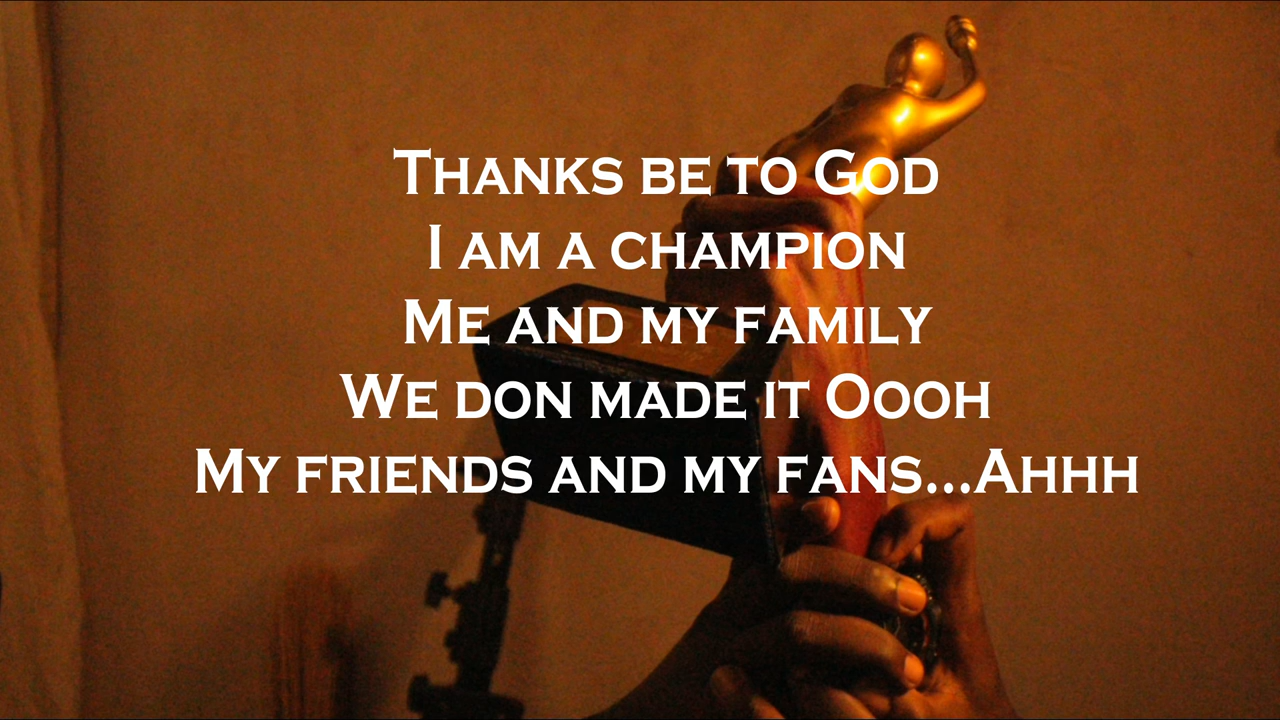 Thanks be to God
I am a champion
Me and my family
We don made it Oooh
My friends and my fans...Ahhh